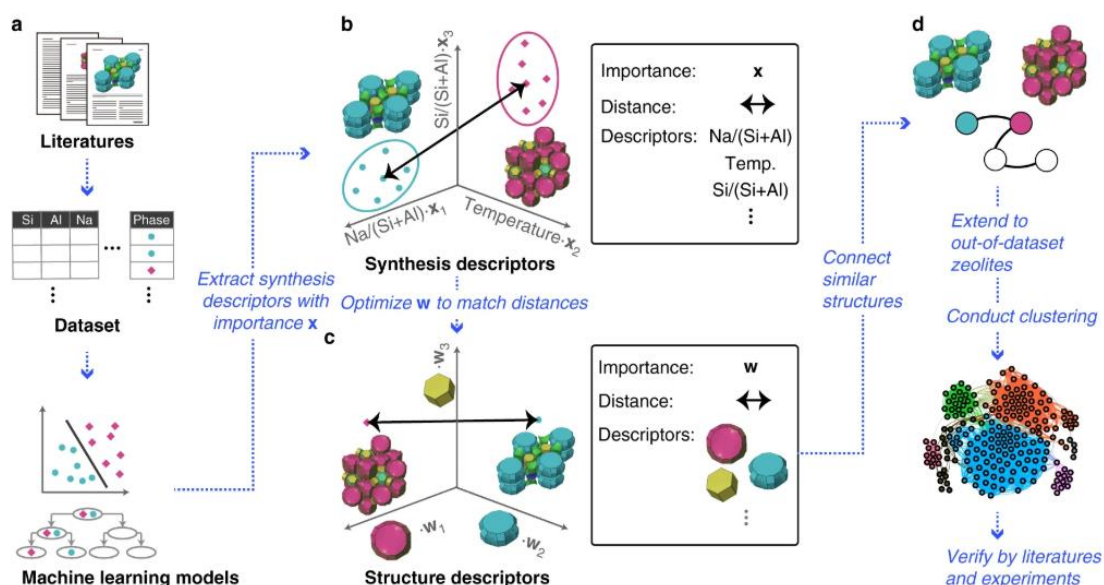 a
Literatures
Si Al Na ... Phase
Dataset
Machine learning models
Extract synthesis
descriptors with
importance x
b
Si/(Si+Al)·x3
Na/(Si+Al)·x1
Temperature·x2
Synthesis descriptors
Importance: x
Distance:
Descriptors: Na/(Si+Al)
Temp.
Si/(Si+Al)
Optimize w to match distances
c
·w3
·w1
·w2
Structure descriptors
Importance: w
Distance:
Descriptors:
Connect
similar
structures
d
Extend to
out-of-dataset
zeolites
Conduct clustering
Verify by literatures
and experiments